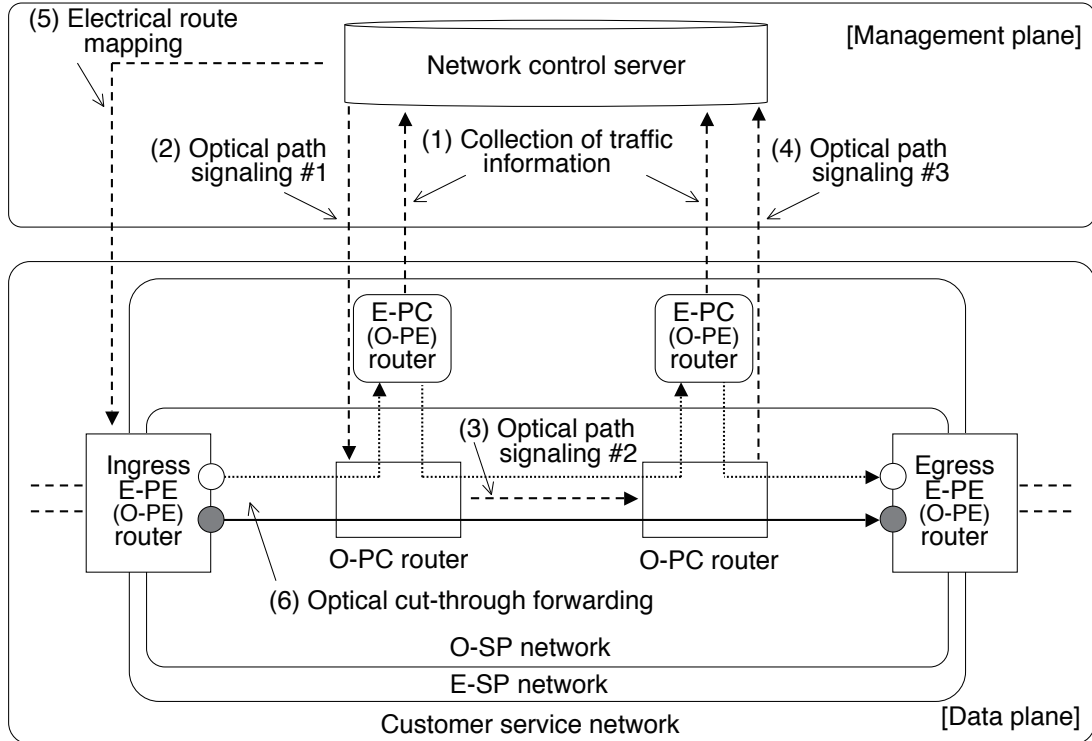 (5) Electrical route
mapping
[Management plane]
Network control server
(2) Optical path
signaling #1
(1) Collection of traffic
information
(4) Optical path
signaling #3
E-PC
(O-PE)
router
E-PC
(O-PE)
router
(3) Optical path
signaling #2
Ingress
E-PE
(O-PE)
router
Egress
E-PE
(O-PE)
router
O-PC router
O-PC router
(6) Optical cut-through forwarding
O-SP network
E-SP network
Customer service network
[Data plane]